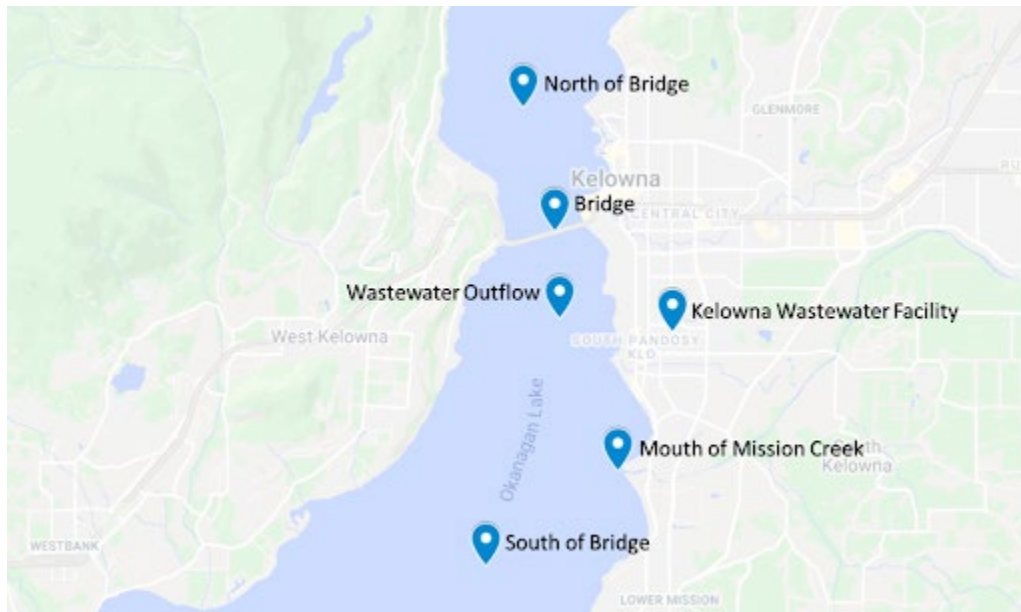 North of Bridge
GLENMORE
Kelowna
Bridge
CENTRAL CITY
Wastewater Outflow
Kelowna Wastewater Facility
West Kelowna
SOUTH PANDOSY
KLO
Okanagan Lake
Mouth of Mission Creek
Kelowna
South of Bridge
WESTBANK
LOWER MISSION